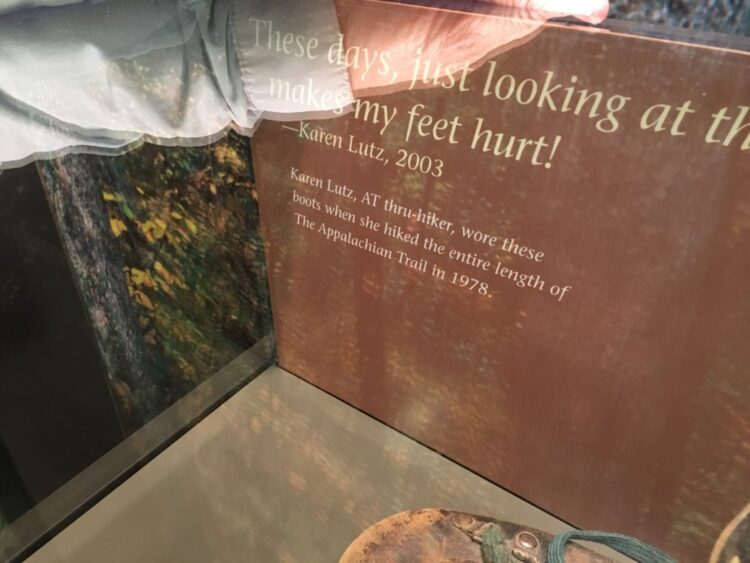 These days, just looking at
makes my feet hurt!
—Karen Lutz, 2003
Karen Lutz, AT thru-hiker, wore these
boots when she hiked the entire length of
The Appalachian Trail in 1978.